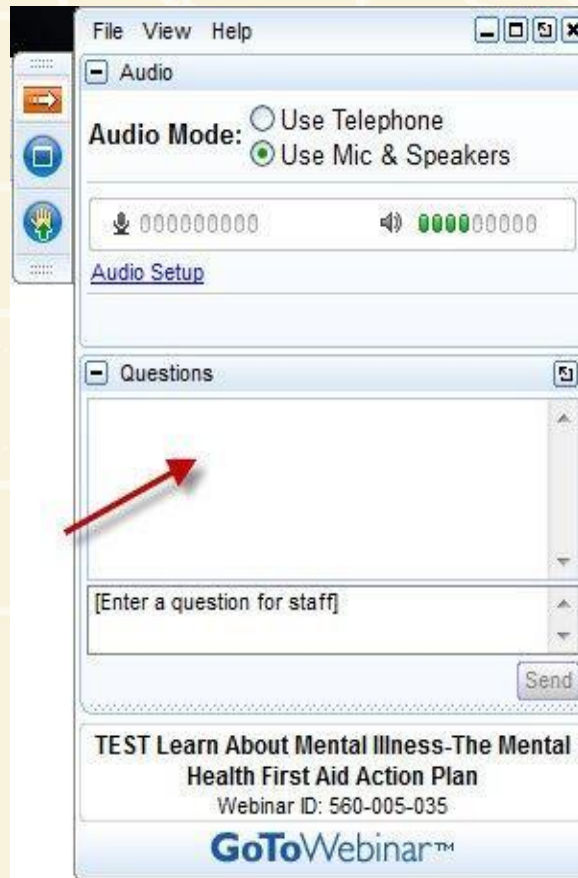 File View Help
Audio
Audio Mode: Use Telephone
Use Mic & Speakers
Audio Setup
Questions
[Enter a question for staff]
Send
TEST Learn About Mental Illness-The Mental
Health First Aid Action Plan
Webinar ID: 560-005-035
GoToWebinar™